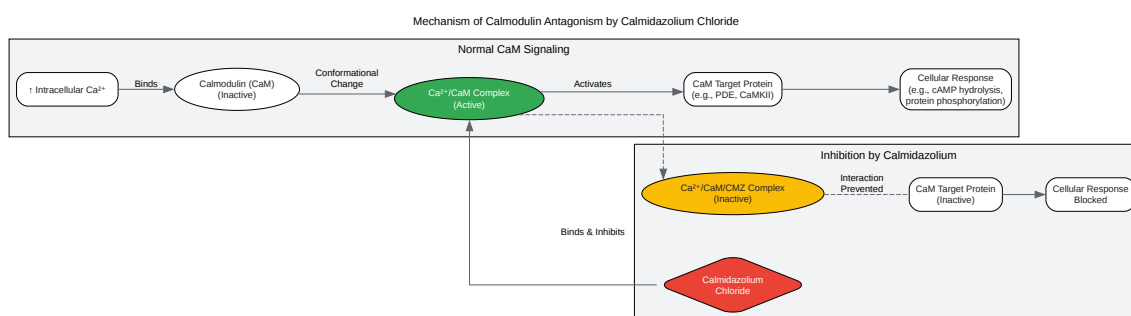 Mechanism of Calmodulin Antagonism by Calmidazolium Chloride
Normal CaM Signaling
↑ Intracellular Ca²⁺
Binds
Calmodulin (CaM)
(Inactive)
Conformational
Change
Ca²⁺/CaM Complex
(Active)
Activates
CaM Target Protein
(e.g., PDE, CaMKII)
Cellular Response
(e.g., cAMP hydrolysis,
protein phosphorylation)
Inhibition by Calmidazolium
Ca²⁺/CaM/CMZ Complex
(Inactive)
Interaction
Prevented
CaM Target Protein
(Inactive)
Cellular Response
Blocked
Binds & Inhibits
Calmidazolium
Chloride